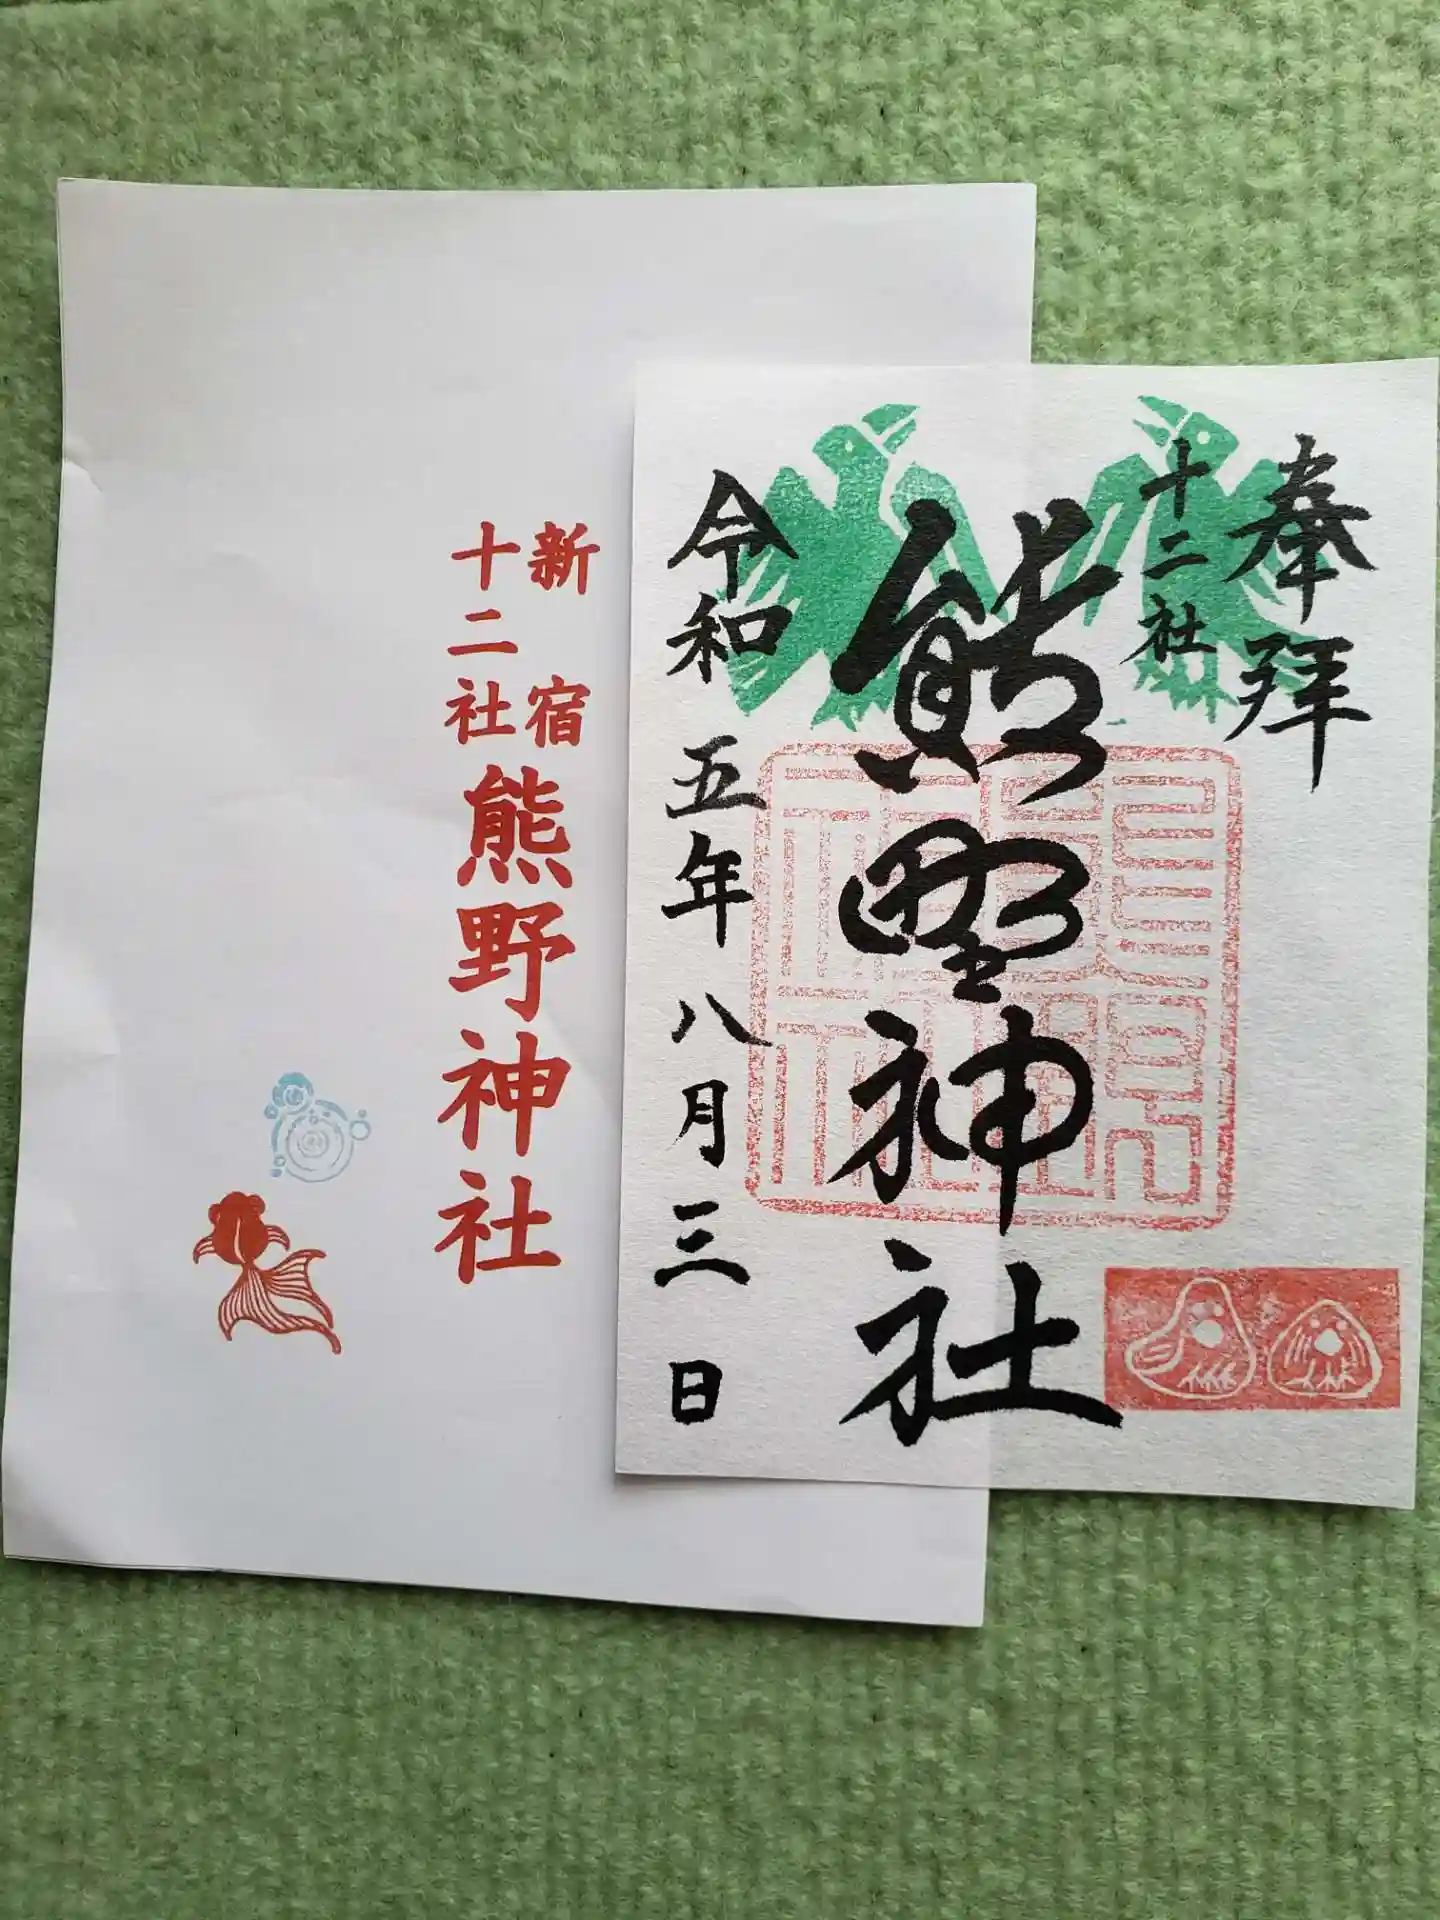 奉拝
十二社
熊野神社
令和五年八月三日
新宿
十二社
熊野神社